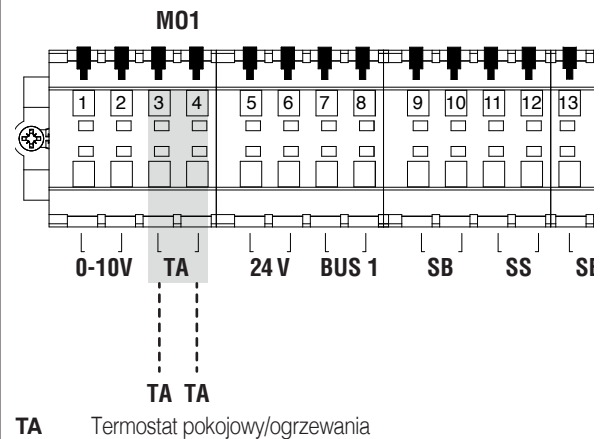 M01
1 2 3 4 5 6 7 8 9 10 11 12 13
0-10V TA 24 V BUS 1 SB SS
TA TA
TA Termostat pokojowy/ogrzewania